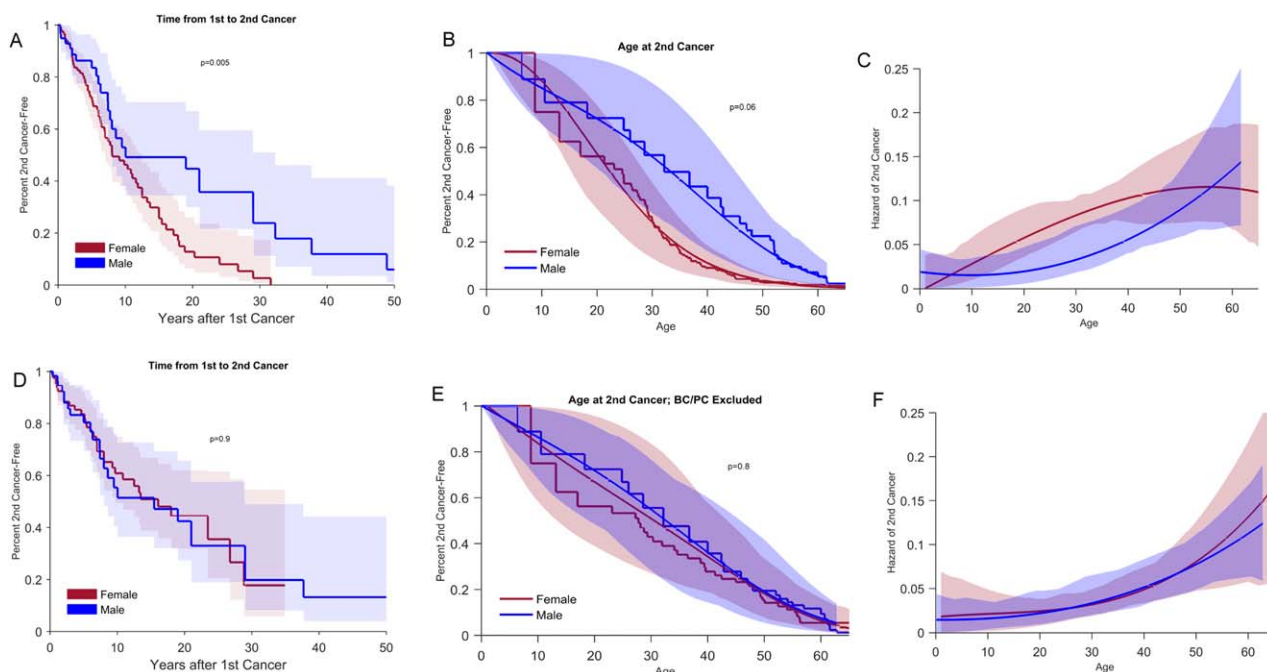 A
Time from 1st to 2nd Cancer
p=0.005
Percent 2nd Cancer-Free
1
0.8
0.6
0.4
0.2
0
Female
Male
0 10 20 30 40 50
Years after 1st Cancer
B
Age at 2nd Cancer
p=0.06
Percent 2nd Cancer-Free
1
0.8
0.6
0.4
0.2
0
Female
Male
0 10 20 30 40 50 60
Age
C
Hazard of 2nd Cancer
0.25
0.20
0.15
0.10
0.05
0
0 10 20 30 40 50 60
Age
D
Time from 1st to 2nd Cancer
p=0.9
Percent 2nd Cancer-Free
1
0.8
0.6
0.4
0.2
0
Female
Male
0 10 20 30 40 50
Years after 1st Cancer
E
Age at 2nd Cancer; BC/PC Excluded
p=0.8
Percent 2nd Cancer-Free
1
0.8
0.6
0.4
0.2
0
Female
Male
0 10 20 30 40 50 60
Age
F
Hazard of 2nd Cancer
0.25
0.20
0.15
0.10
0.05
0
0 10 20 30 40 50 60
Age